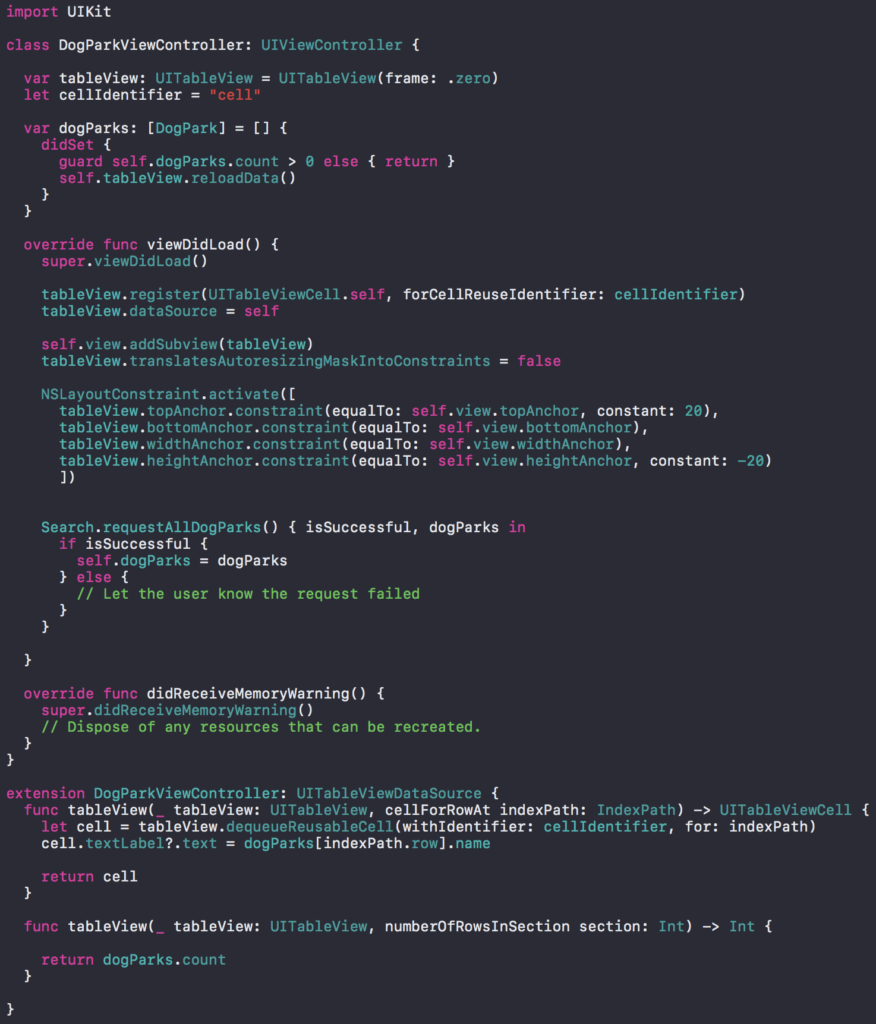 import UIKit

class DogParkViewController: UIViewController {

  var tableView: UITableView = UITableView(frame: .zero)
  let cellIdentifier = "cell"

  var dogParks: [DogPark] = [] {
    didSet {
      guard self.dogParks.count > 0 else { return }
      self.tableView.reloadData()
    }
  }

  override func viewDidLoad() {
    super.viewDidLoad()

    tableView.register(UITableViewCell.self, forCellReuseIdentifier: cellIdentifier)
    tableView.dataSource = self

    self.view.addSubview(tableView)
    tableView.translatesAutoresizingMaskIntoConstraints = false

    NSLayoutConstraint.activate([
      tableView.topAnchor.constraint(equalTo: self.view.topAnchor, constant: 20),
      tableView.bottomAnchor.constraint(equalTo: self.view.bottomAnchor),
      tableView.widthAnchor.constraint(equalTo: self.view.widthAnchor),
      tableView.heightAnchor.constraint(equalTo: self.view.heightAnchor, constant: -20)
      ])


    Search.requestAllDogParks() { isSuccessful, dogParks in
      if isSuccessful {
        self.dogParks = dogParks
      } else {
        // Let the user know the request failed
      }
    }

  }

  override func didReceiveMemoryWarning() {
    super.didReceiveMemoryWarning()
    // Dispose of any resources that can be recreated.
  }
}

extension DogParkViewController: UITableViewDataSource {
  func tableView(_ tableView: UITableView, cellForRowAt indexPath: IndexPath) -> UITableViewCell {
    let cell = tableView.dequeueReusableCell(withIdentifier: cellIdentifier, for: indexPath)
    cell.textLabel?.text = dogParks[indexPath.row].name

    return cell
  }

  func tableView(_ tableView: UITableView, numberOfRowsInSection section: Int) -> Int {

    return dogParks.count
  }

}